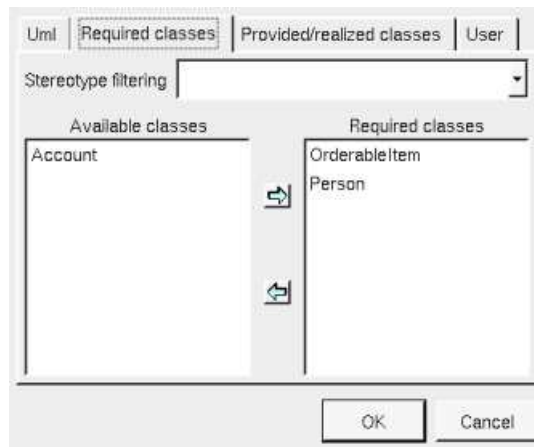 Uml Required classes Provided/realized classes User
Stereotype filtering
Available classes Required classes
Account OrderableItem
Person
OK Cancel